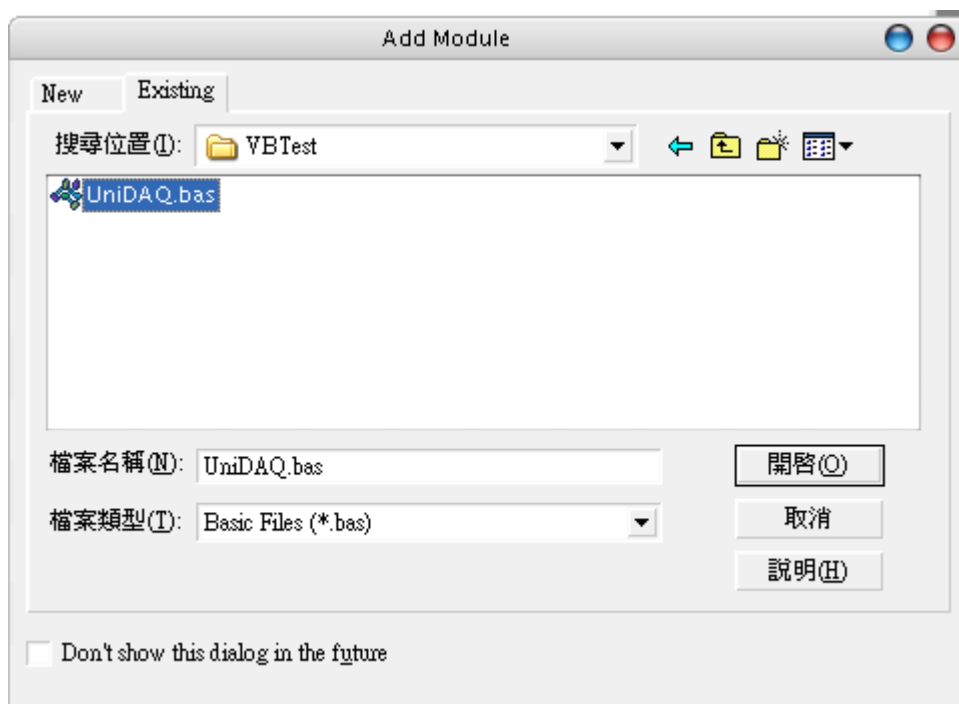 Add Module
New Existing
搜尋位置(I): VBTest
UniDAQ.bas
檔案名稱(N): UniDAQ.bas 開啓(O)
檔案類型(T): Basic Files (*.bas) 取消
說明(H)
Don't show this dialog in the future